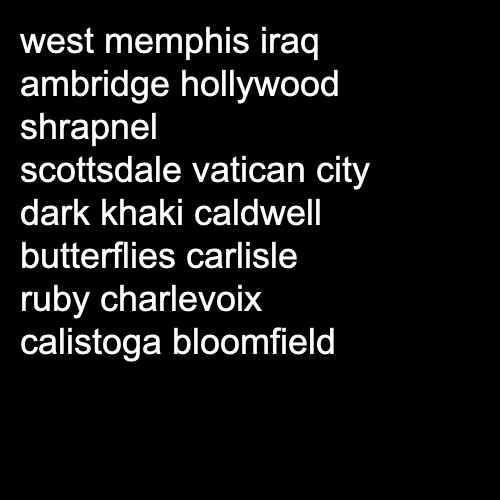 west memphis iraq
ambridge hollywood
shrapnel
scottsdale vatican city
dark khaki caldwell
butterflies carlisle
ruby charlevoix
calistoga bloomfield